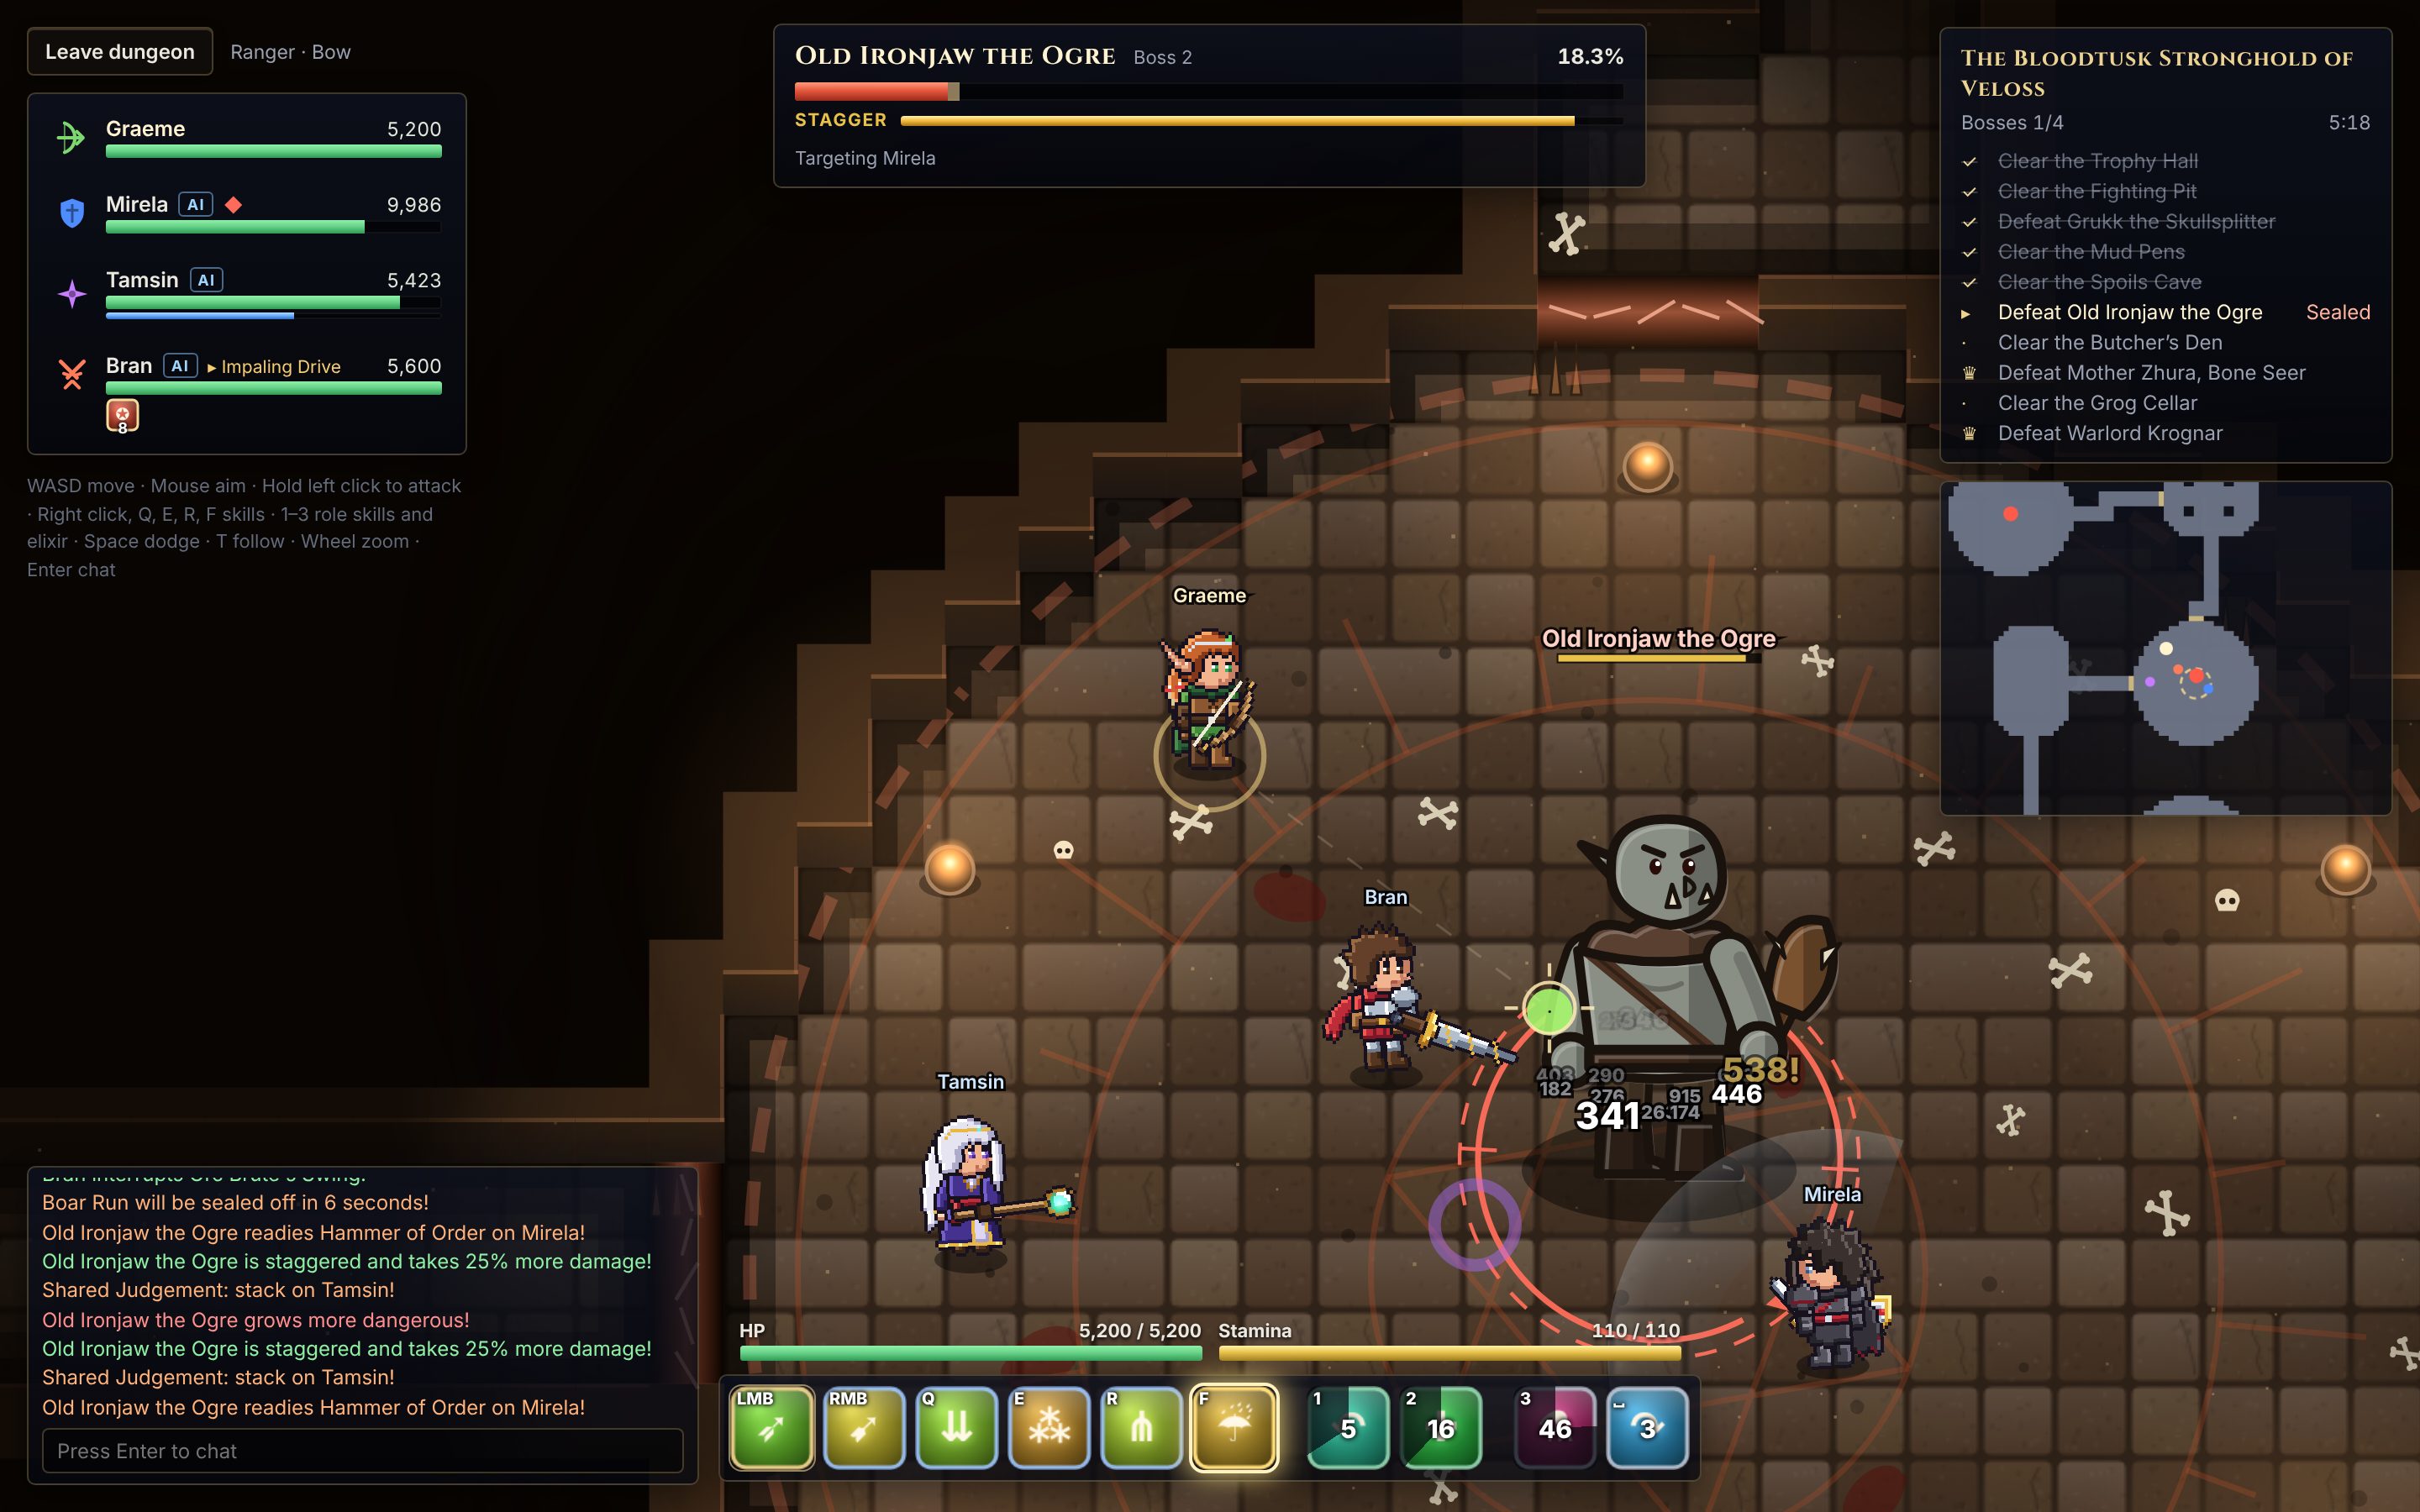 Leave dungeon
Ranger · Bow
Graeme 5,200
Mirela AI 9,986
Tamsin AI 5,423
Bran AI ▸ Impaling Drive 5,600
8
WASD move · Mouse aim · Hold left click to attack
· Right click, Q, E, R, F skills · 1–3 role skills and
elixir · Space dodge · T follow · Wheel zoom ·
Enter chat
OLD IRONJAW THE OGRE Boss 2 18.3%
STAGGER
Targeting Mirela
THE BLOODTUSK STRONGHOLD OF
VELOSS
Bosses 1/4 5:18
Clear the Trophy Hall
Clear the Fighting Pit
Defeat Grukk the Skullsplitter
Clear the Mud Pens
Clear the Spoils Cave
Defeat Old Ironjaw the Ogre Sealed
Clear the Butcher’s Den
Defeat Mother Zhura, Bone Seer
Clear the Grog Cellar
Defeat Warlord Krognar
Graeme
Old Ironjaw the Ogre
Bran
538!
403 290
182 276 915 446
341 174
Tamsin
Mirela
Bran interrupts Orc Brute's Swing!
Boar Run will be sealed off in 6 seconds!
Old Ironjaw the Ogre readies Hammer of Order on Mirela!
Old Ironjaw the Ogre is staggered and takes 25% more damage!
Shared Judgement: stack on Tamsin!
Old Ironjaw the Ogre grows more dangerous!
Old Ironjaw the Ogre is staggered and takes 25% more damage!
Shared Judgement: stack on Tamsin!
Old Ironjaw the Ogre readies Hammer of Order on Mirela!
Press Enter to chat
HP 5,200 / 5,200 Stamina 110 / 110
LMB RMB Q E R F 1 2 3
5 16 46 3